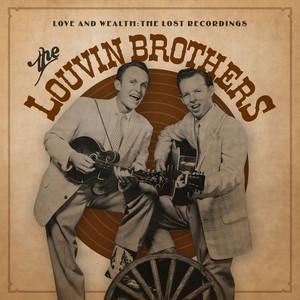 LOVE AND WEALTH: THE LOST RECORDINGS
the
LOUVIN BROTHERS